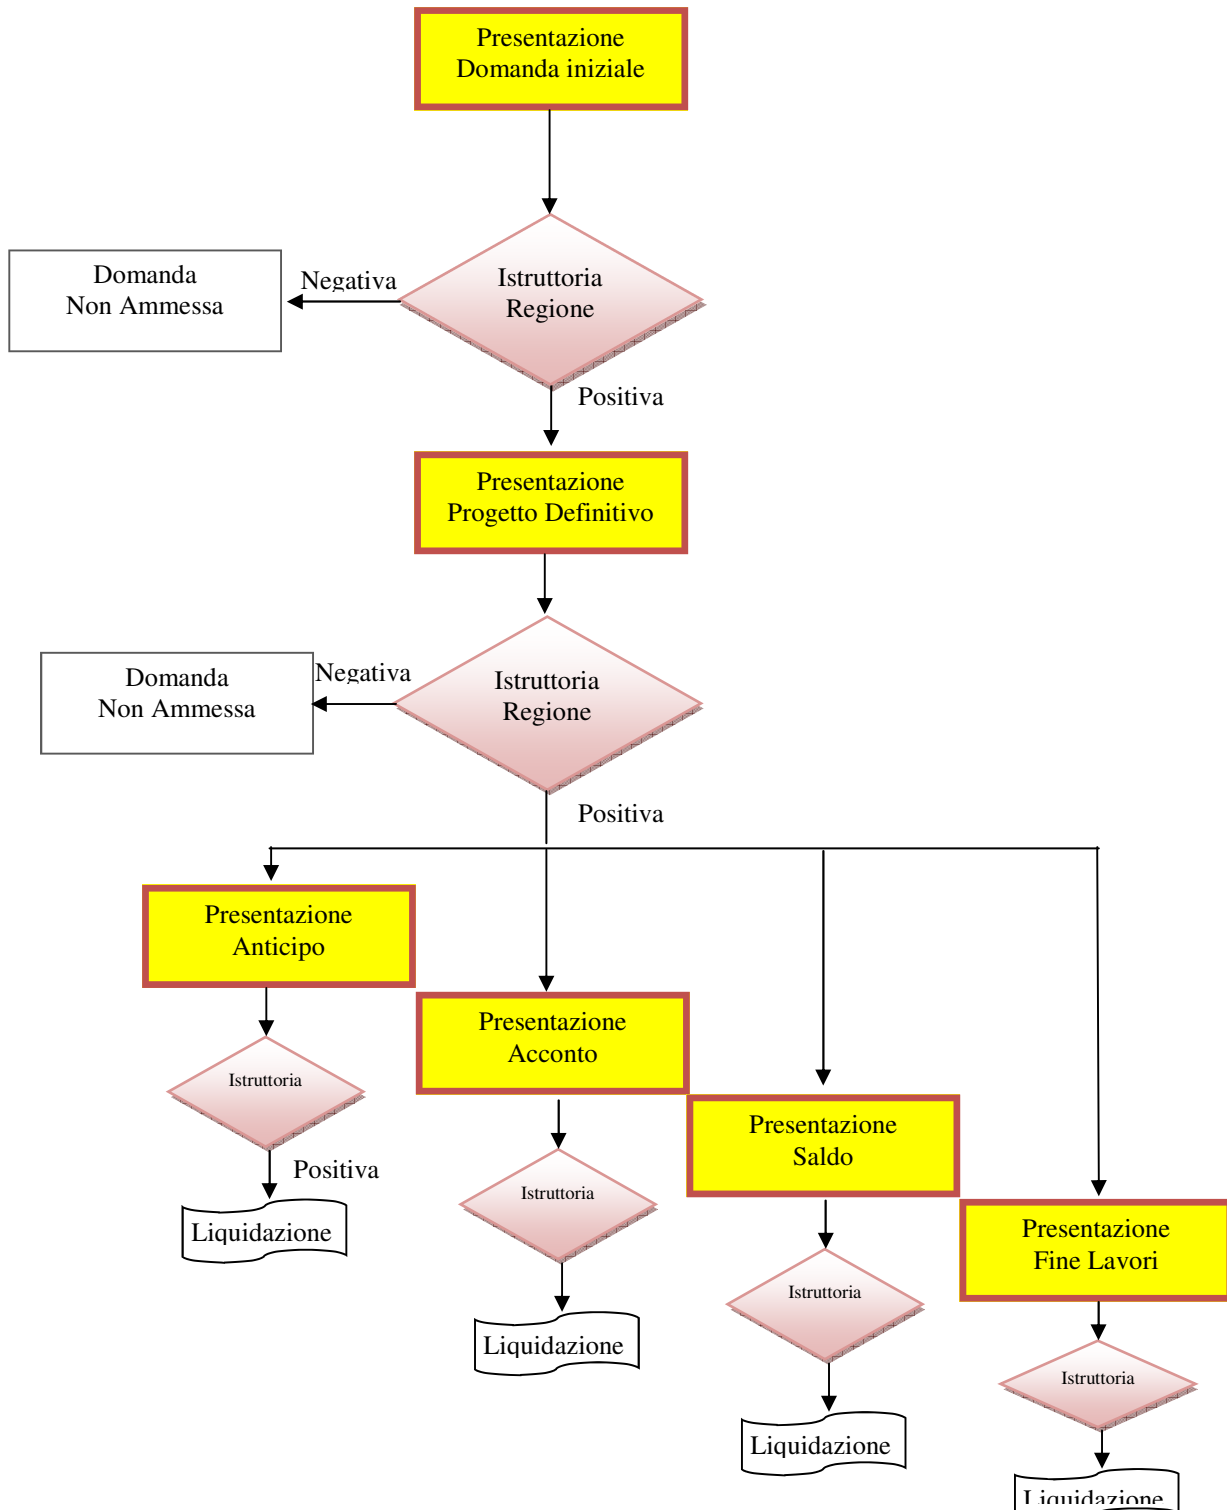 Presentazione
Domanda iniziale
Domanda
Non Ammessa
Negativa
Istruttoria
Regione
Positiva
Presentazione
Progetto Definitivo
Domanda
Non Ammessa
Negativa
Istruttoria
Regione
Positiva
Presentazione
Anticipo
Presentazione
Acconto
Istruttoria
Presentazione
Saldo
Positiva
Istruttoria
Liquidazione
Presentazione
Fine Lavori
Istruttoria
Liquidazione
Istruttoria
Liquidazione
Liquidazione